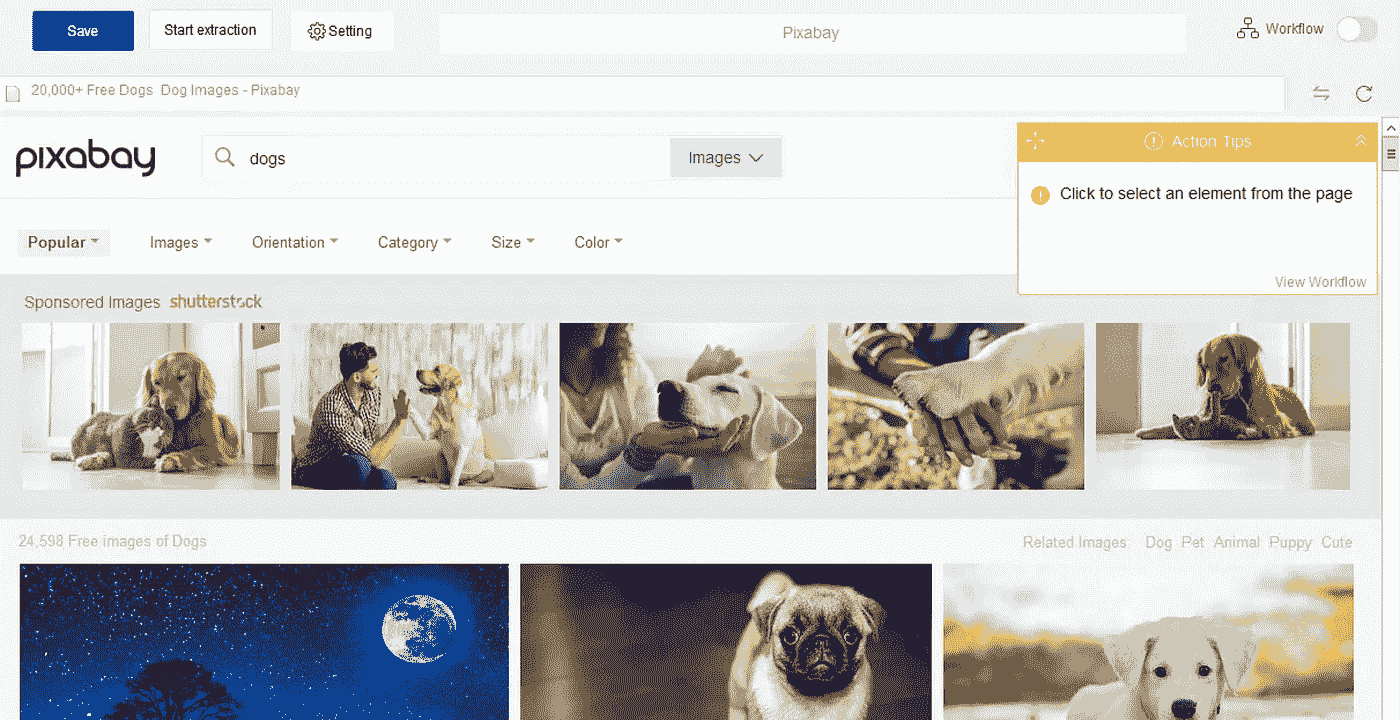 Save Start extraction Setting Pixabay Workflow
20,000+ Free Dogs Dog Images - Pixabay
Action Tips
pixabay dogs Images
Click to select an element from the page
Popular Images Orientation Category Size Color
View Workflow
Sponsored Images shutterstock
24,598 Free images of Dogs Related Images: Dog Pet Animal Puppy Cute